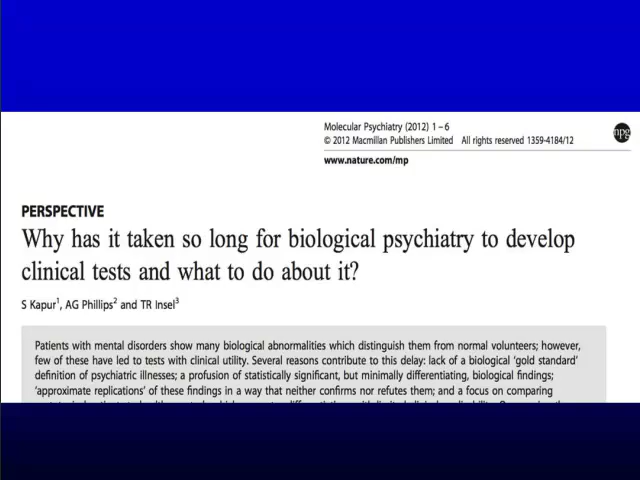 Molecular Psychiatry (2012) 1–6
© 2012 Macmillan Publishers Limited All rights reserved 1359-4184/12
npg
www.nature.com/mp
PERSPECTIVE
Why has it taken so long for biological psychiatry to develop
clinical tests and what to do about it?
S Kapur1, AG Phillips2 and TR Insel3
Patients with mental disorders show many biological abnormalities which distinguish them from normal volunteers; however,
few of these have led to tests with clinical utility. Several reasons contribute to this delay: lack of a biological ‘gold standard’
definition of psychiatric illnesses; a profusion of statistically significant, but minimally differentiating, biological findings;
‘approximate replications’ of these findings in a way that neither confirms nor refutes them; and a focus on comparing